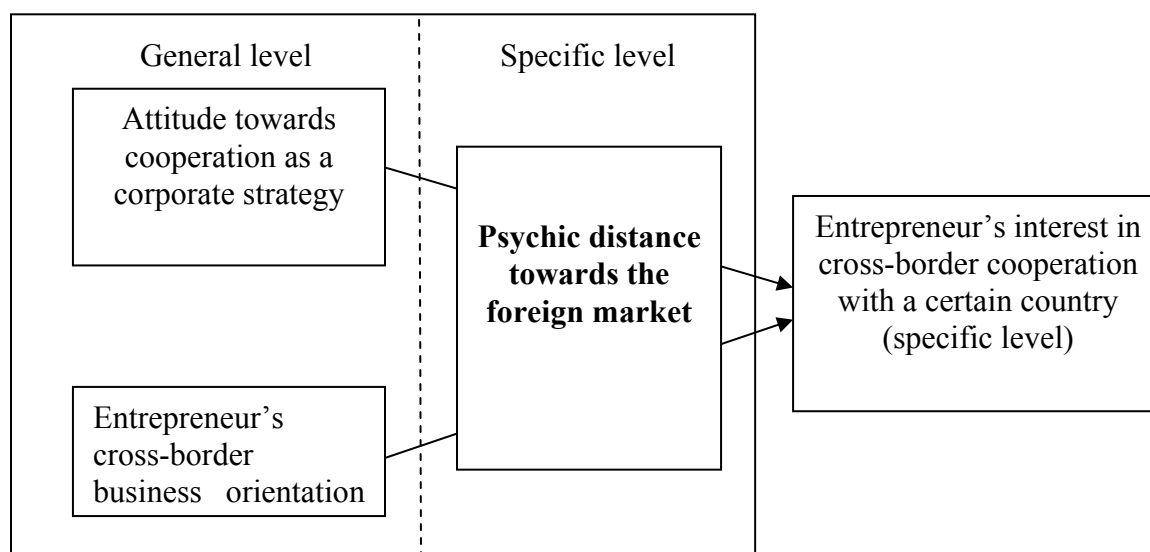 General level
Specific level
Attitude towards
cooperation as a
corporate strategy
Psychic distance
towards the
foreign market
Entrepreneur’s interest in
cross-border cooperation
with a certain country
(specific level)
Entrepreneur’s
cross-border
business orientation